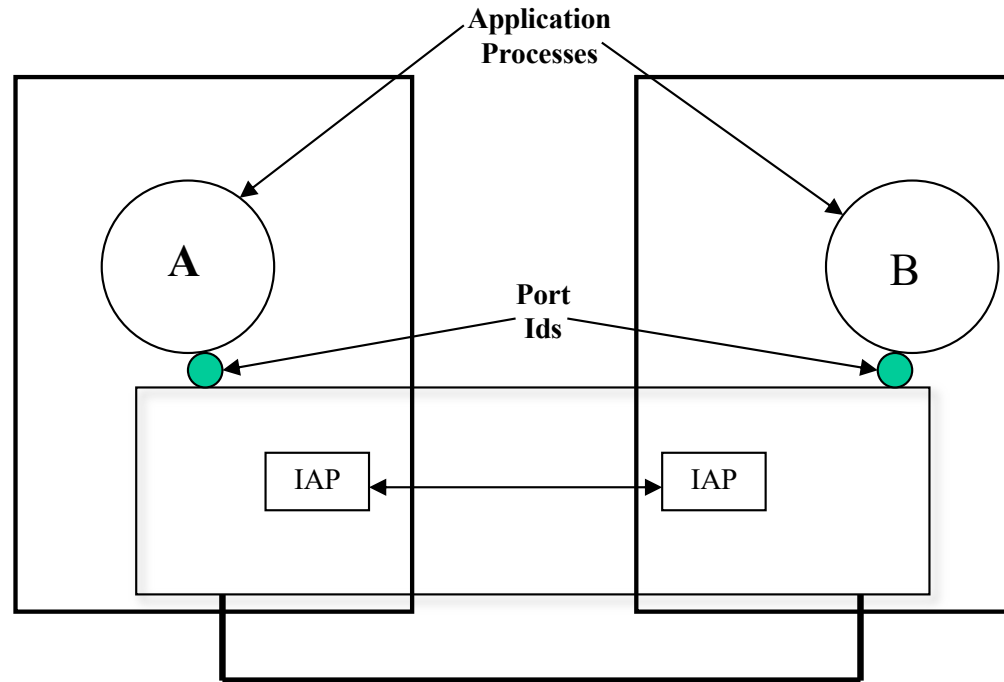 Application
Processes
A
B
Port
Ids
IAP
IAP